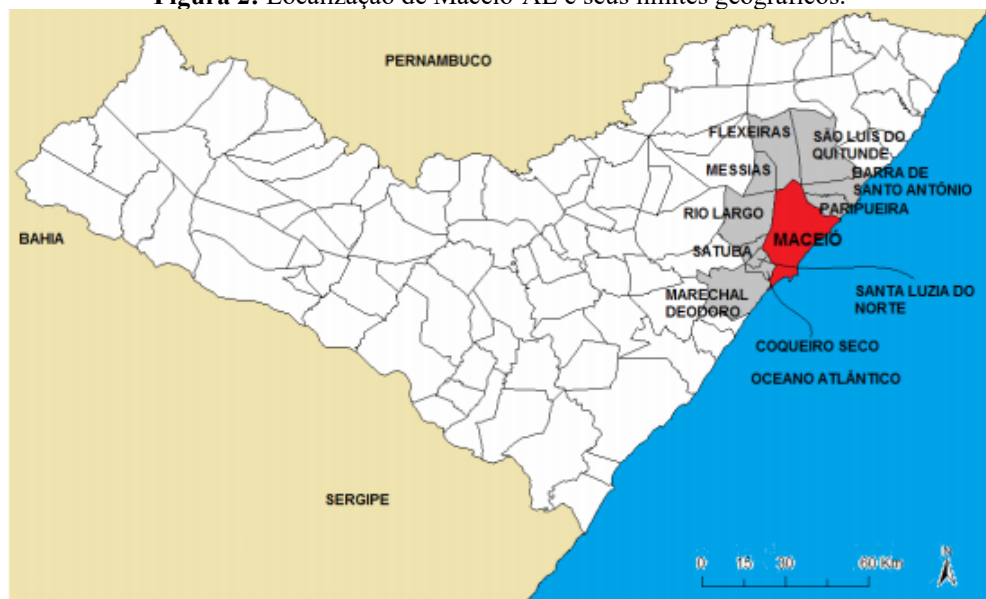 Figura 2: Localização de Maceió-AL e seus limites geográficos.
PERNAMBUCO
FLEXEIRAS
SÃO LUÍS DO
QUITUNDE
MESSIAS
BARRA DE
SANTO ANTÔNIO
RIO LARGO
PARIPUEIRA
BAHIA
MACEIÓ
SATUBA
MARECHAL
DEODORO
SANTA LUZIA DO
NORTE
COQUEIRO SECO
OCEANO ATLÂNTICO
SERGIPE
N
0 15 30 60 Km